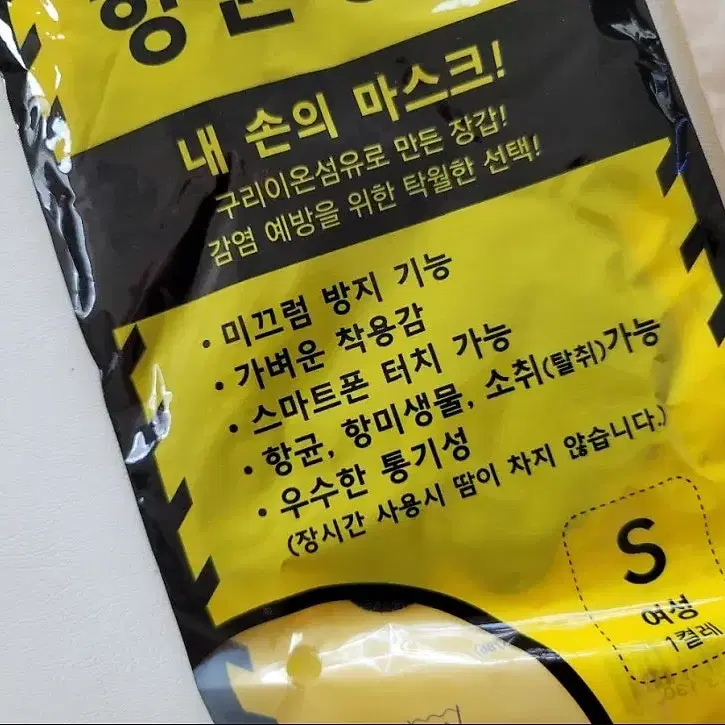 내 손의 마스크!
구리이온섬유로 만든 장갑!
감염 예방을 위한 탁월한 선택!
· 미끄럼 방지 기능
· 가벼운 착용감
· 스마트폰 터치 가능
· 항균, 항미생물, 소취(탈취)가능
· 우수한 통기성
(장시간 사용시 땀이 차지 않습니다.)
S
여성
1켤레